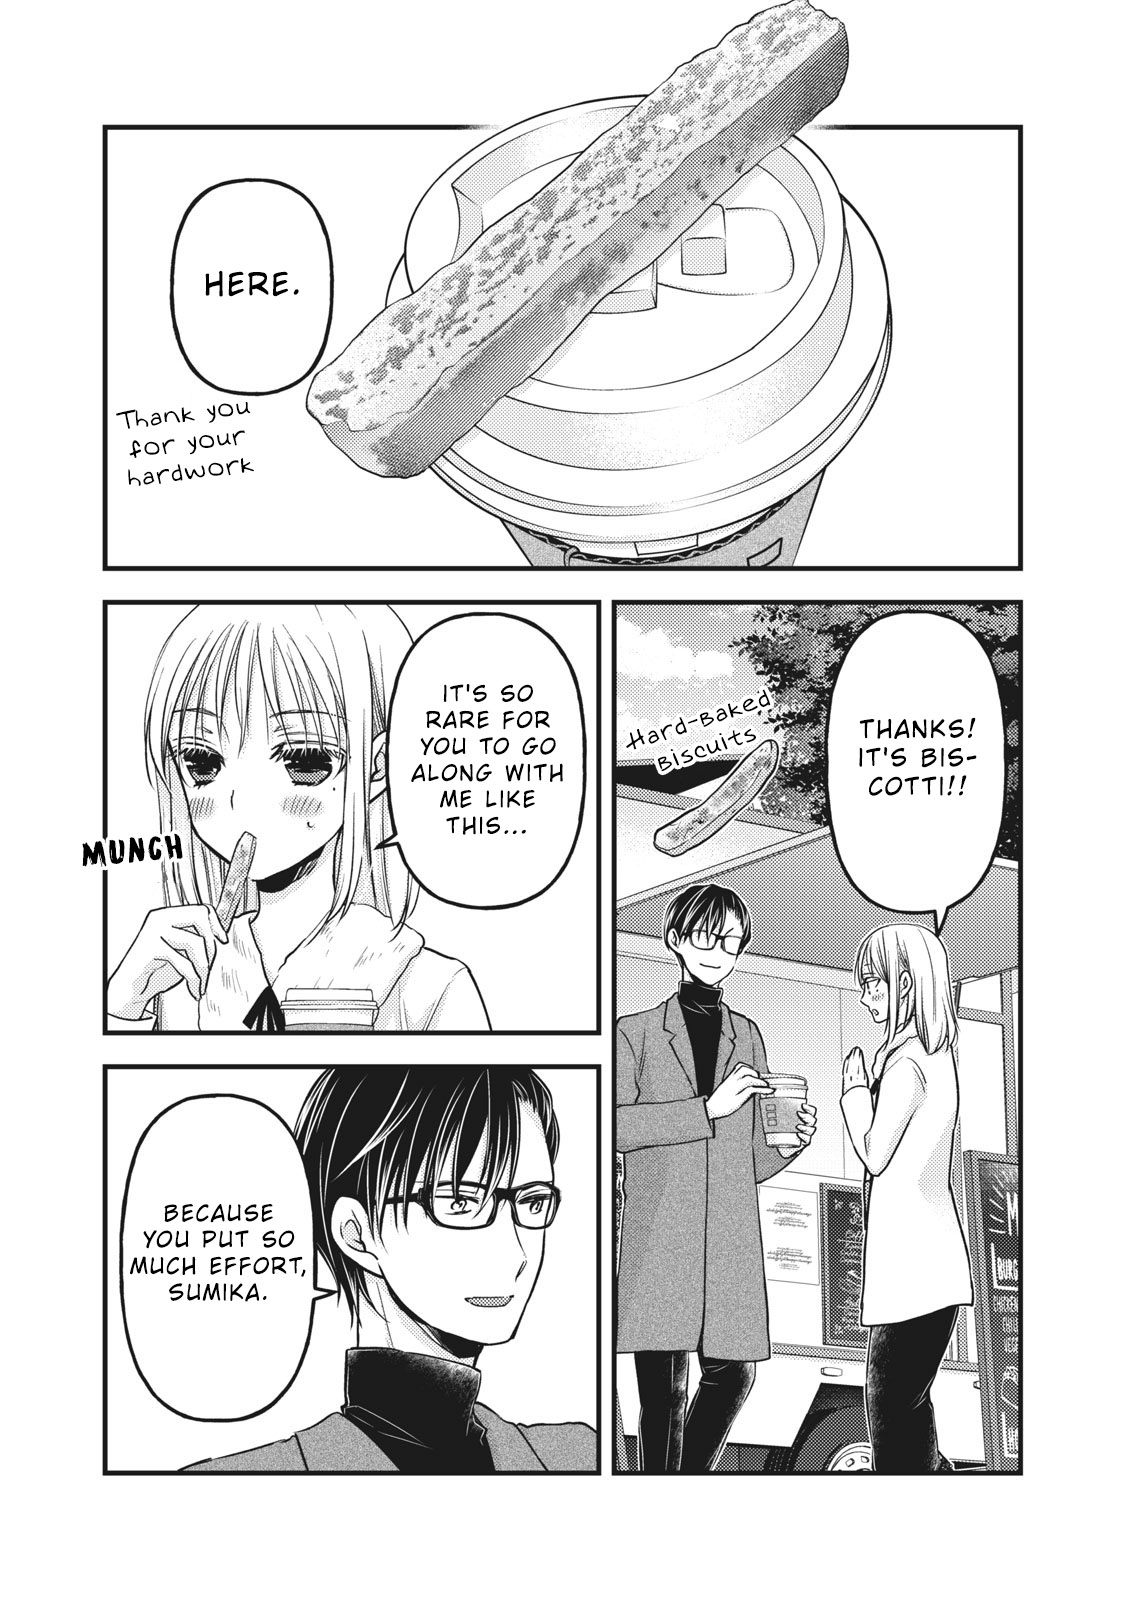 HERE.
Thank you
for your
hardwork
THANKS!
IT'S BIS-
COTTI!!
Hard-Baked
Biscuits
IT'S SO
RARE FOR
YOU TO GO
ALONG WITH
ME LIKE
THIS...
MUNCH
BECAUSE
YOU PUT SO
MUCH EFFORT,
SUMIKA.